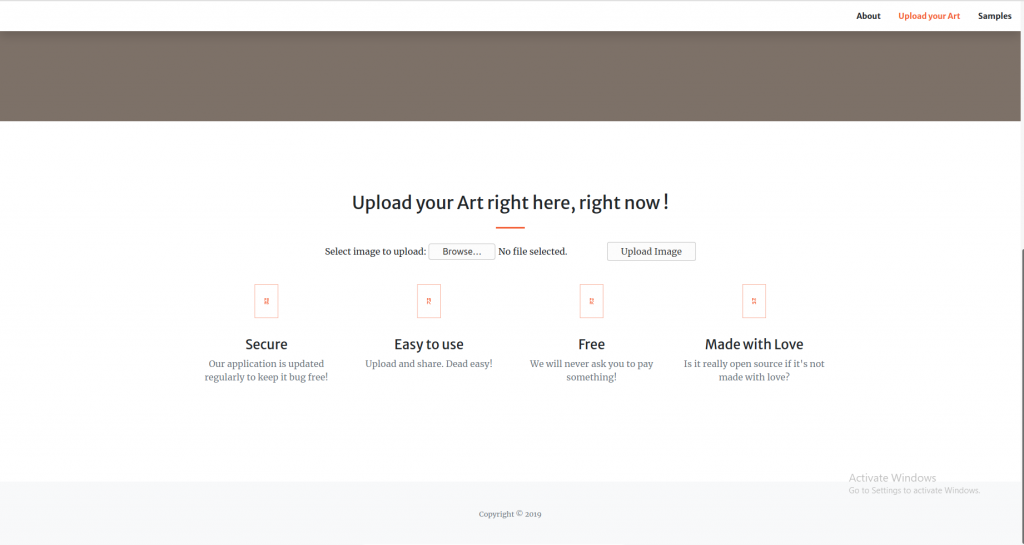 About Upload your Art Samples
Upload your Art right here, right now !
Select image to upload: Browse... No file selected. Upload Image
Secure Easy to use Free Made with Love
Our application is updated Upload and share. Dead easy! We will never ask you to pay Is it really open source if it's not
regularly to keep it bug free! something! made with love?
Activate Windows
Go to Settings to activate Windows.
Copyright © 2019